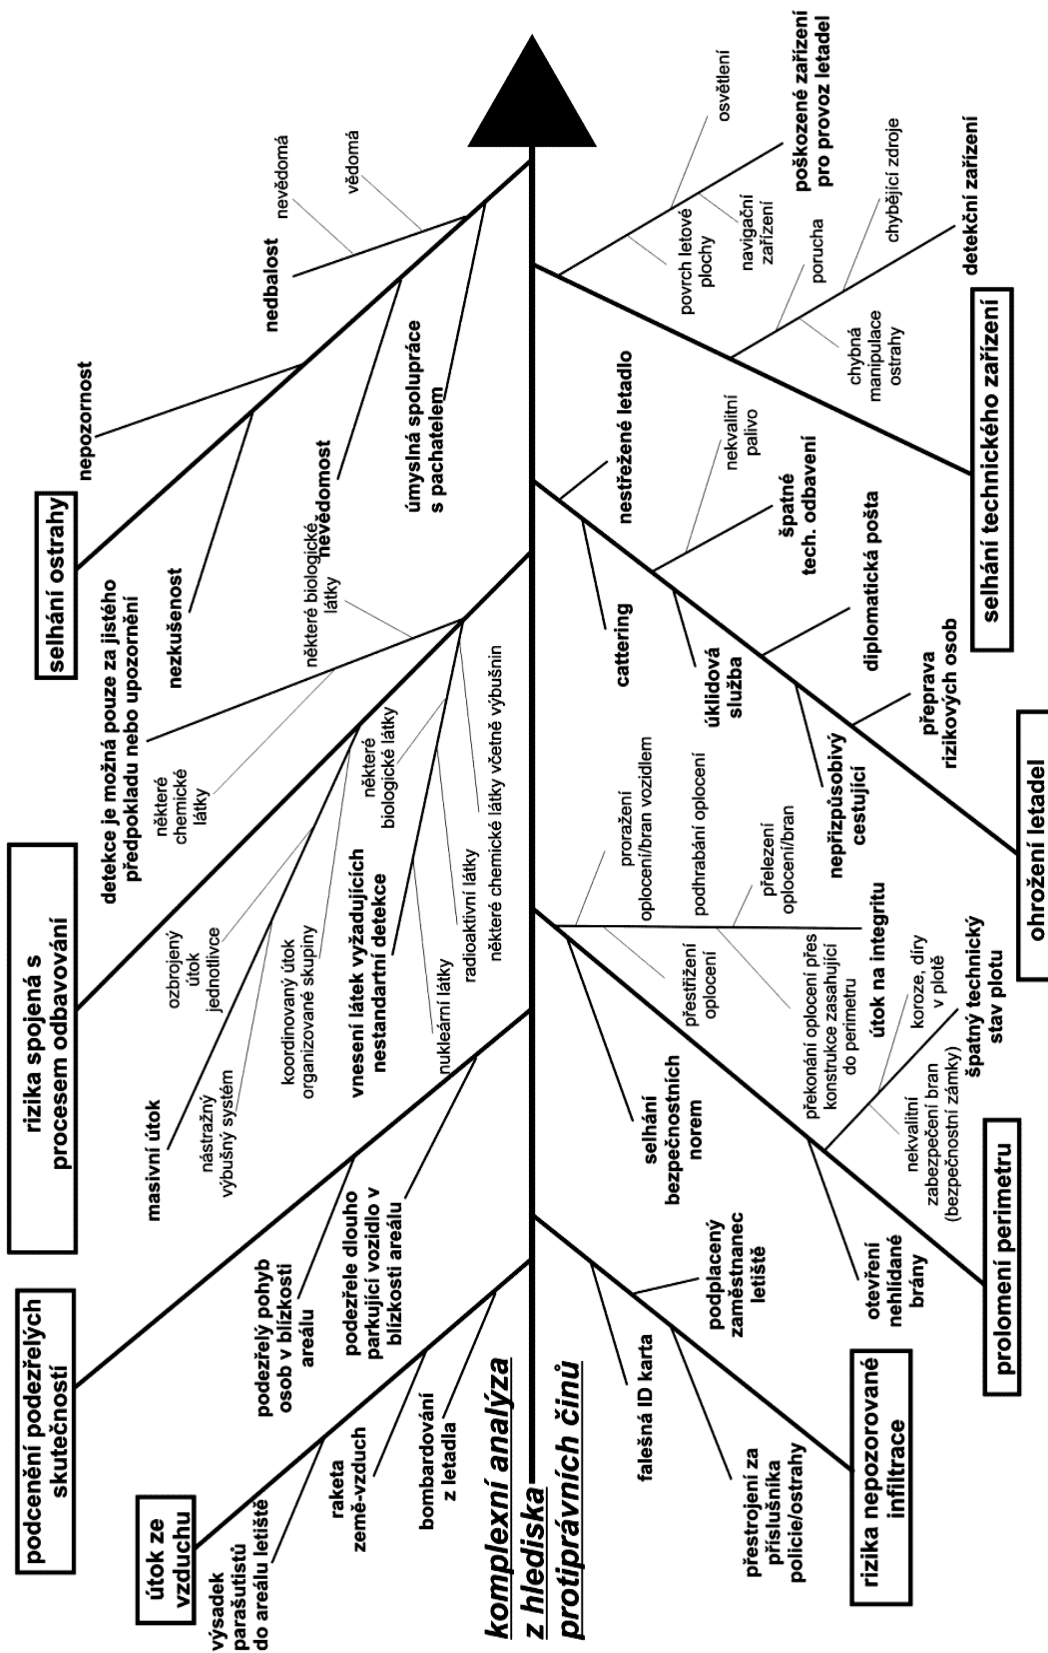 komplexní analýza
z hlediska
protiprávních činů
útok ze
vzduchu
výsadek
parašutistů
do areálu letiště
raketa
země-vzduch
bombardování
z letadla
podcenění podezřelých
skutečností
podezřelý pohyb
osob v blízkosti
areálu
podezřele dlouho
parkující vozidlo v
blízkosti areálu
rizika spojená s
procesem odbavování
masivní útok
nástražný
výbušný systém
ozbrojený
útok
jednotlivce
koordinovaný útok
organizované skupiny
vnesení látek vyžadujících
nestandartní detekce
nukleární látky
radioaktivní látky
některé
biologické látky
některé chemické látky včetně výbušnin
detekce je možná pouze za jistého
předpokladu nebo upozornění
některé
chemické
látky
některé biologické
látky
selhání ostrahy
nezkušenost
nepozornost
nevědomost
nedbalost
nevědomá
vědomá
úmyslná spolupráce
s pachatelem
rizika nepozorované
infiltrace
přestrojení za
příslušníka
policie/ostrahy
falešná ID karta
podplacený
zaměstnanec
letiště
prolomení perimetru
otevření
nehlídané
brány
špatný technický
stav plotu
nekvalitní
zabezpečení bran
(bezpečnostní zámky)
koroze, díry
v plotě
selhání
bezpečnostních
norem
útok na integritu
překonání oplocení přes
konstrukce zasahující
do perimetru
přestřižení
oplocení
proražení
oplocení/bran vozidlem
podhrabání oplocení
přelezení
oplocení/bran
ohrožení letadel
přeprava
rizikových osob
nepřizpůsobivý
cestující
diplomatická pošta
úklidová
služba
špatné
tech. odbavení
nekvalitní
palivo
cattering
nestřežené letadlo
selhání technického zařízení
detekční zařízení
chybná
manipulace
ostrahy
porucha
chybějící zdroje
poškozené zařízení
pro provoz letadel
povrch letové
plochy
navigační
zařízení
osvětlení